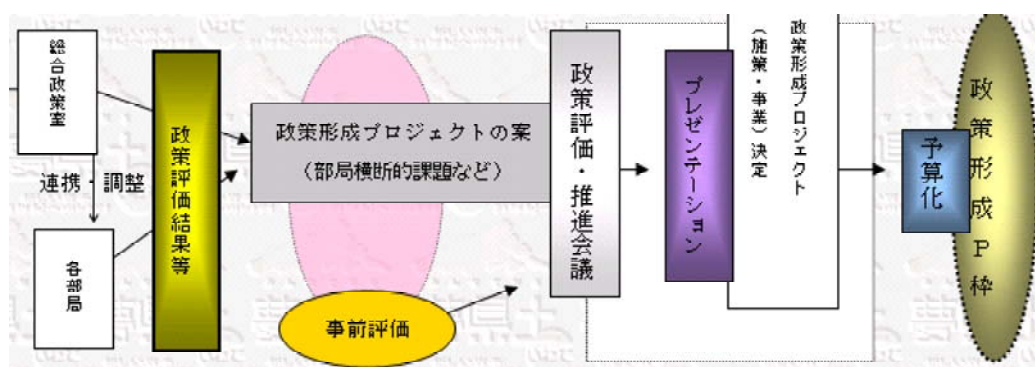 総合政策室
連携・調整
各部局
政策評価結果等
政策形成プロジェクトの案
（部局横断的課題など）
事前評価
政策評価・推進会議
プレゼンテーション
政策形成プロジェクト
（施策・事業）決定
予算化
政策形成Ｐ枠